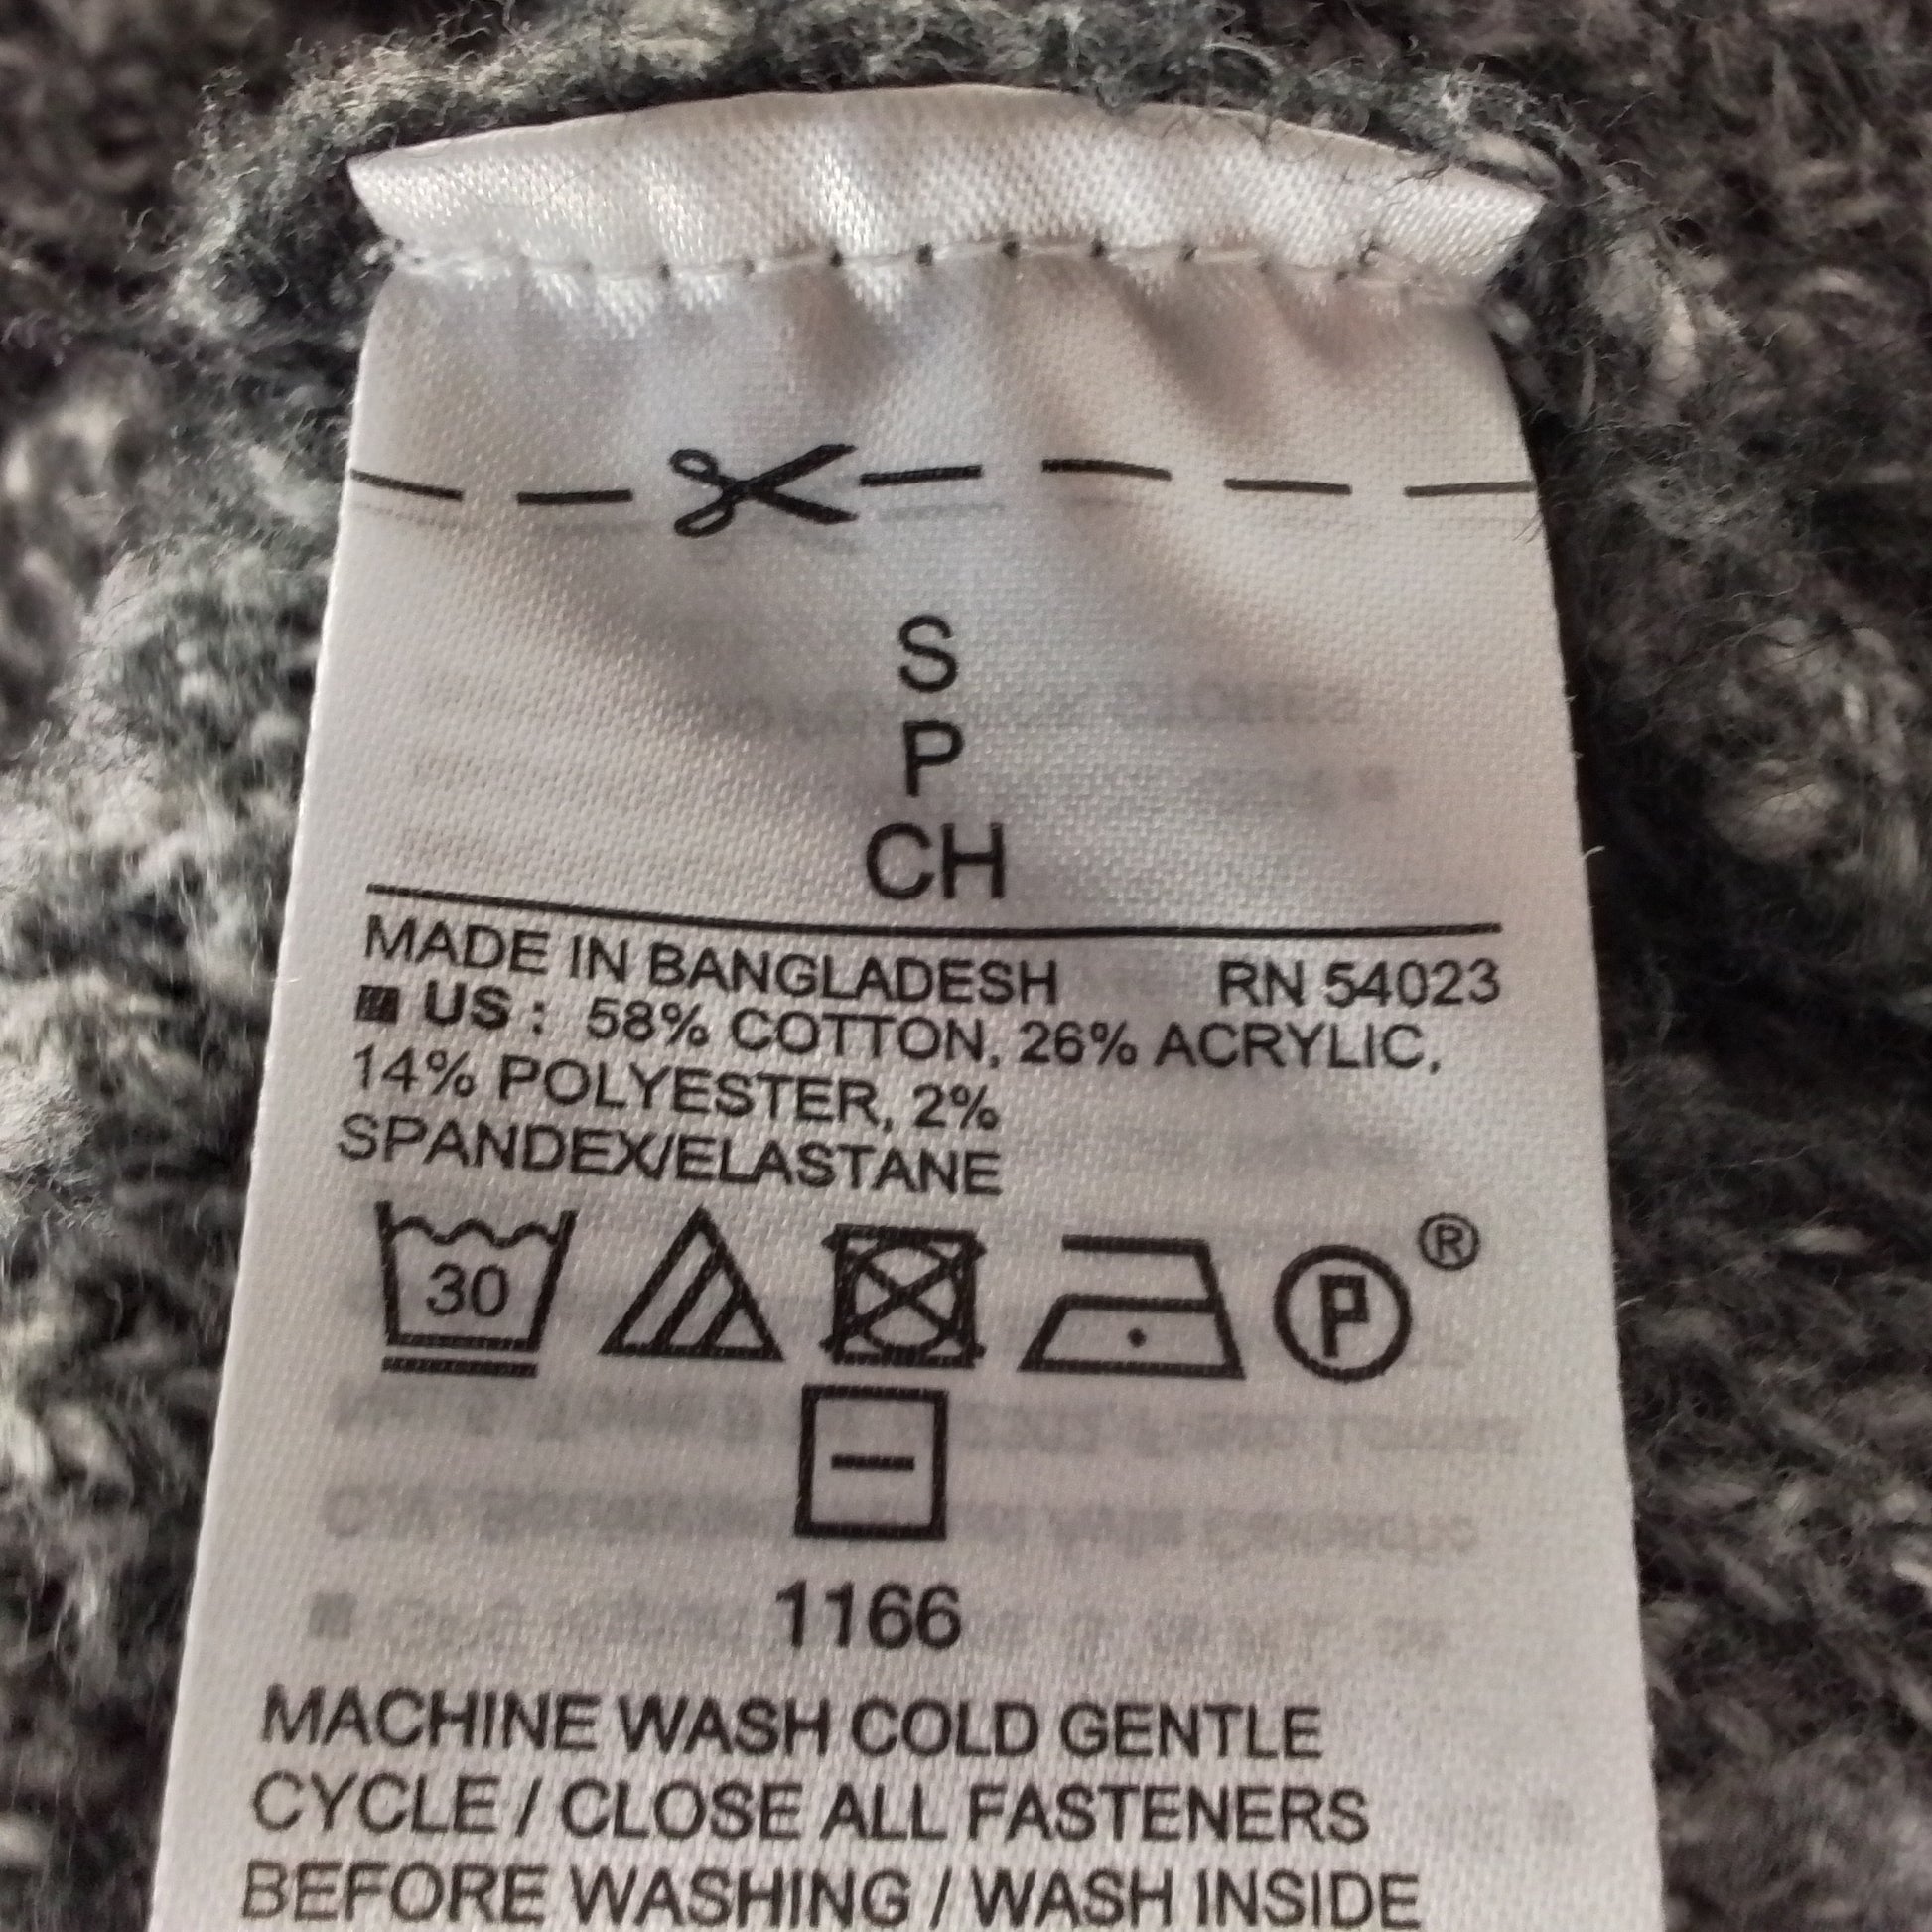 S
P
CH
MADE IN BANGLADESH RN 54023
US : 58% COTTON, 26% ACRYLIC,
14% POLYESTER, 2%
SPANDEX/ELASTANE
30 P ®
1166
MACHINE WASH COLD GENTLE
CYCLE / CLOSE ALL FASTENERS
BEFORE WASHING / WASH INSIDE